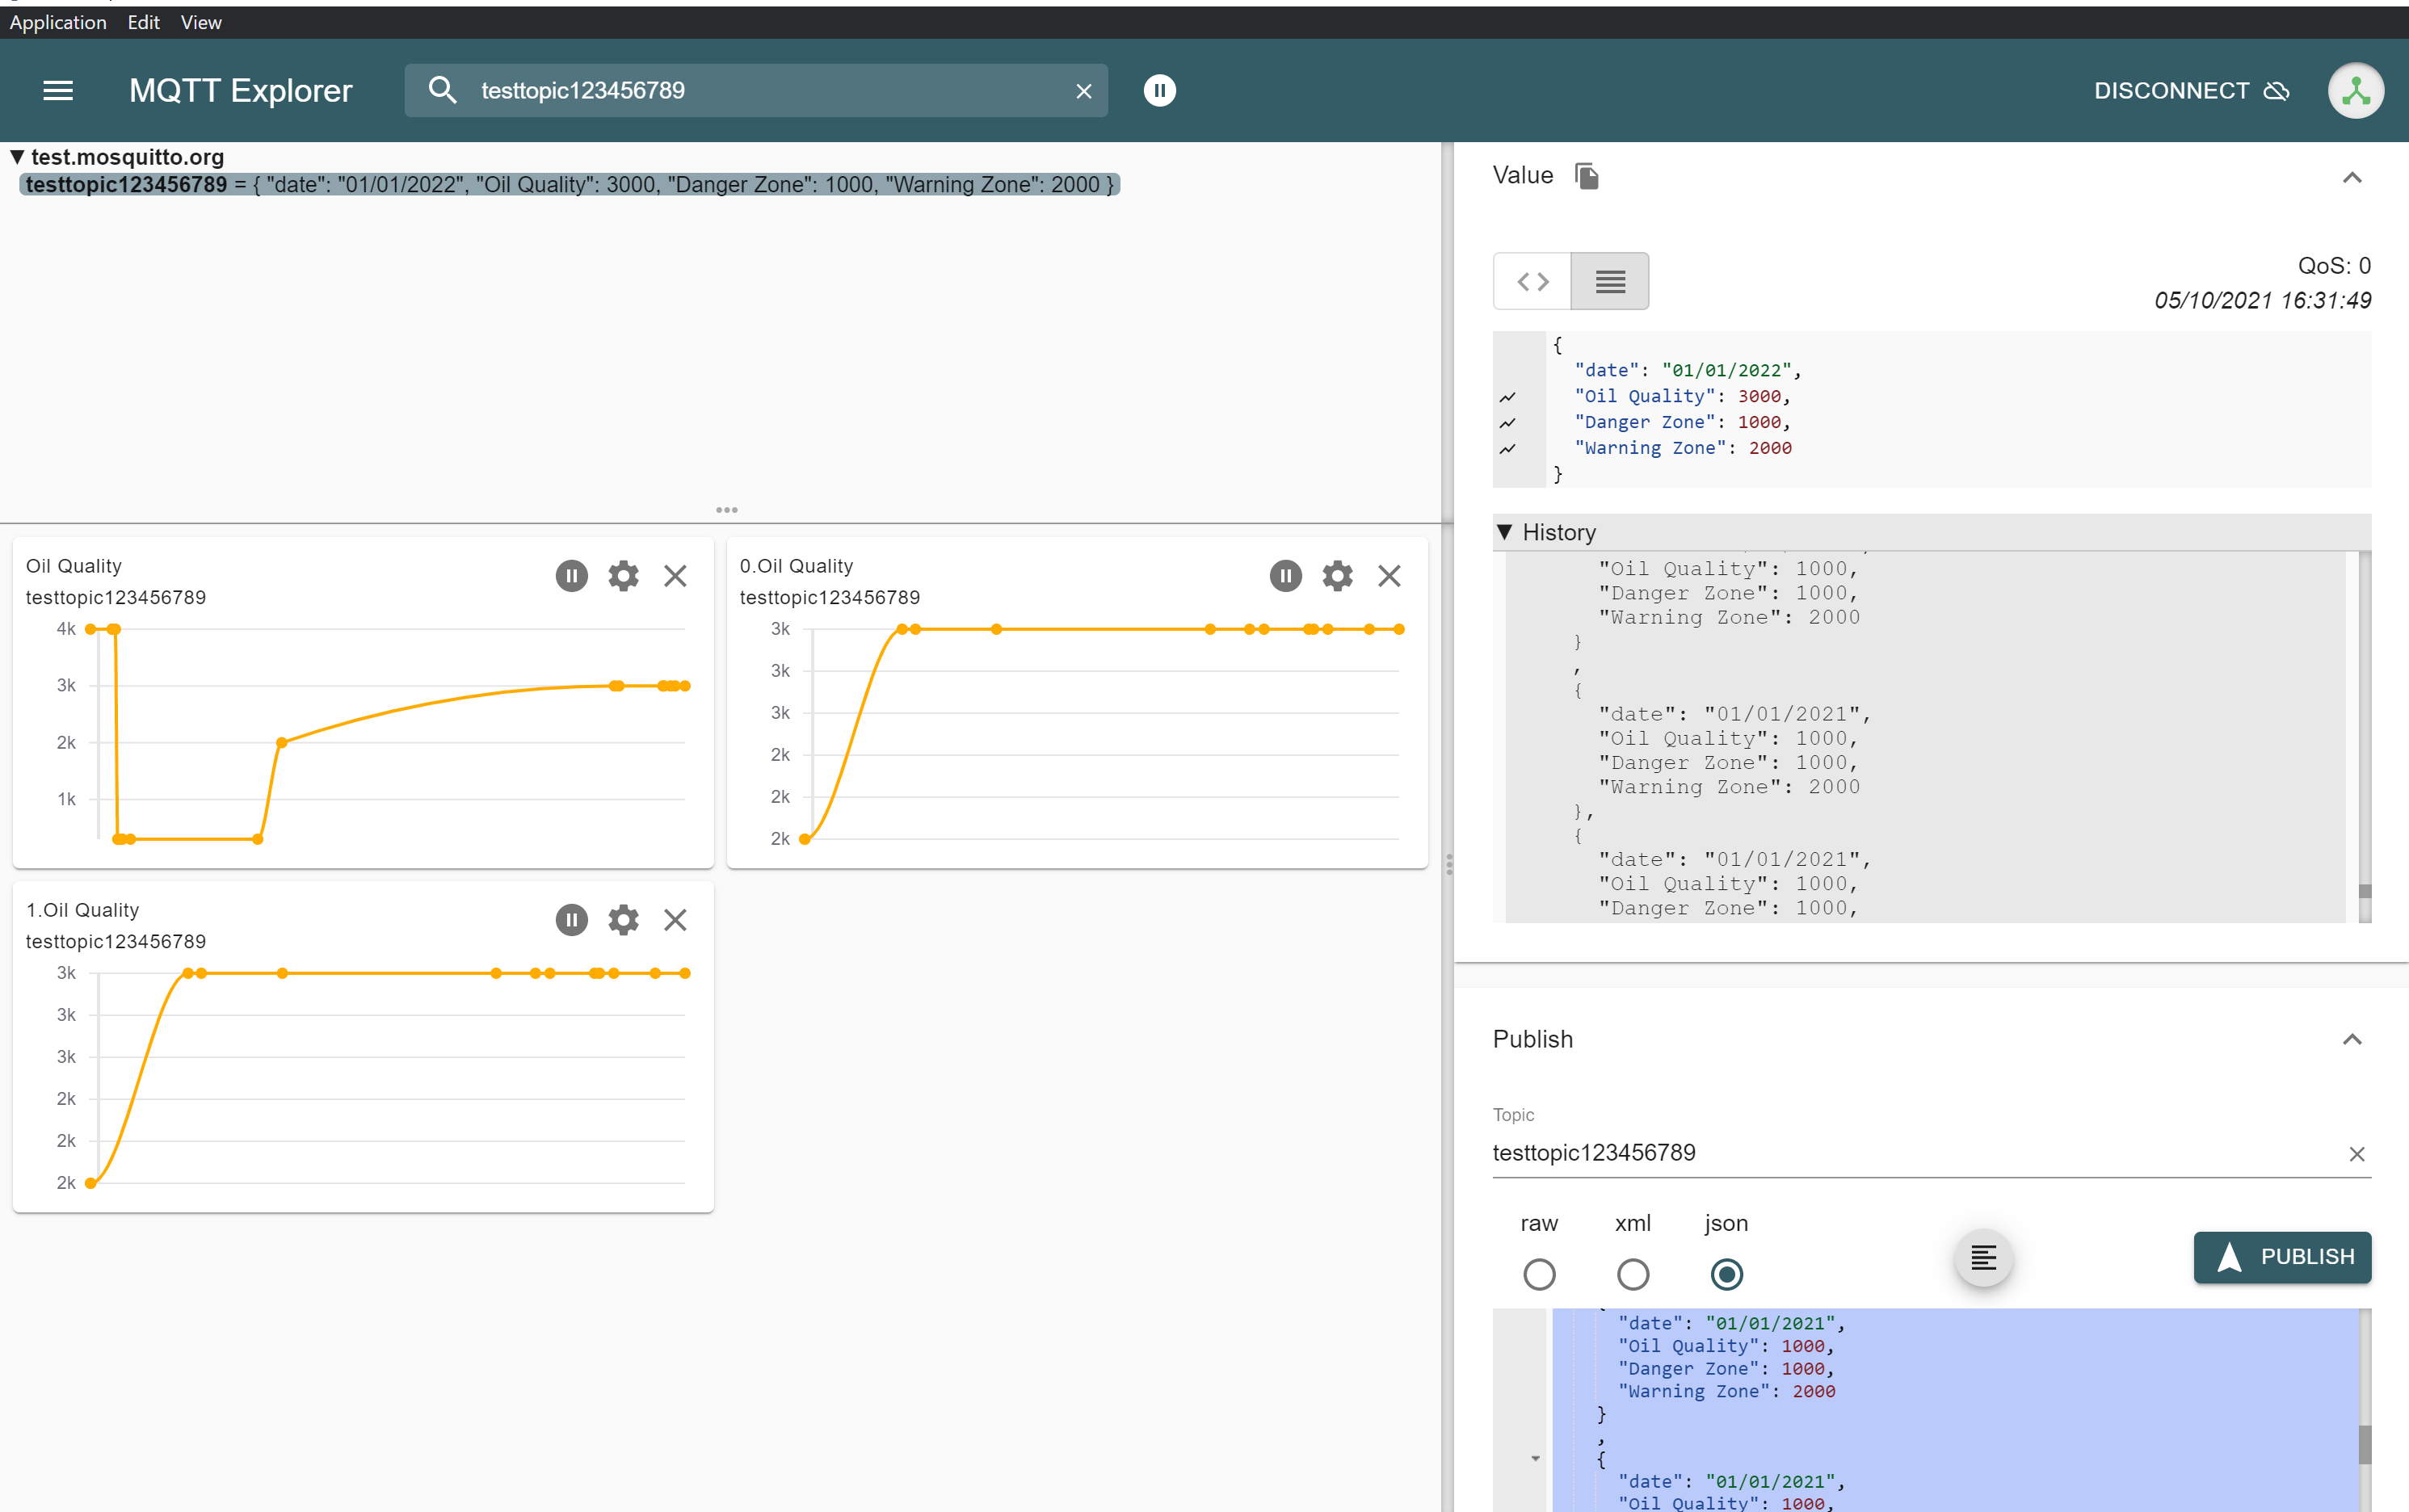 Application Edit View
MQTT Explorer
testtopic123456789
DISCONNECT
test.mosquitto.org
testtopic123456789 = { "date": "01/01/2022", "Oil Quality": 3000, "Danger Zone": 1000, "Warning Zone": 2000 }
Oil Quality
testtopic123456789
4k
3k
2k
1k
0.Oil Quality
testtopic123456789
3k
3k
3k
2k
2k
2k
1.Oil Quality
testtopic123456789
3k
3k
3k
2k
2k
2k
Value
QoS: 0
05/10/2021 16:31:49
{
"date": "01/01/2022",
"Oil Quality": 3000,
"Danger Zone": 1000,
"Warning Zone": 2000
}
History
"Oil Quality": 1000,
"Danger Zone": 1000,
"Warning Zone": 2000
}
,
{
"date": "01/01/2021",
"Oil Quality": 1000,
"Danger Zone": 1000,
"Warning Zone": 2000
},
{
"date": "01/01/2021",
"Oil Quality": 1000,
"Danger Zone": 1000,
Publish
Topic
testtopic123456789
raw xml json
PUBLISH
"date": "01/01/2021",
"Oil Quality": 1000,
"Danger Zone": 1000,
"Warning Zone": 2000
}
,
{
"date": "01/01/2021",
"Oil Quality": 1000,